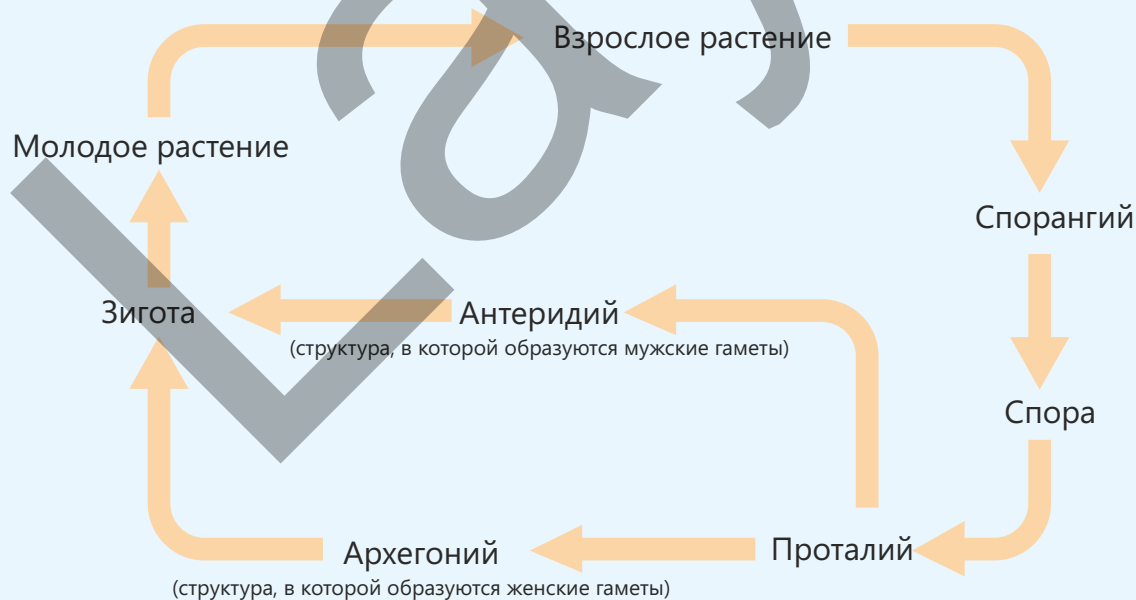 Взрослое растение
Молодое растение
Спорангий
Зигота
Антеридий
(структура, в которой образуются мужские гаметы)
Спора
Архегоний
Проталий
(структура, в которой образуются женские гаметы)